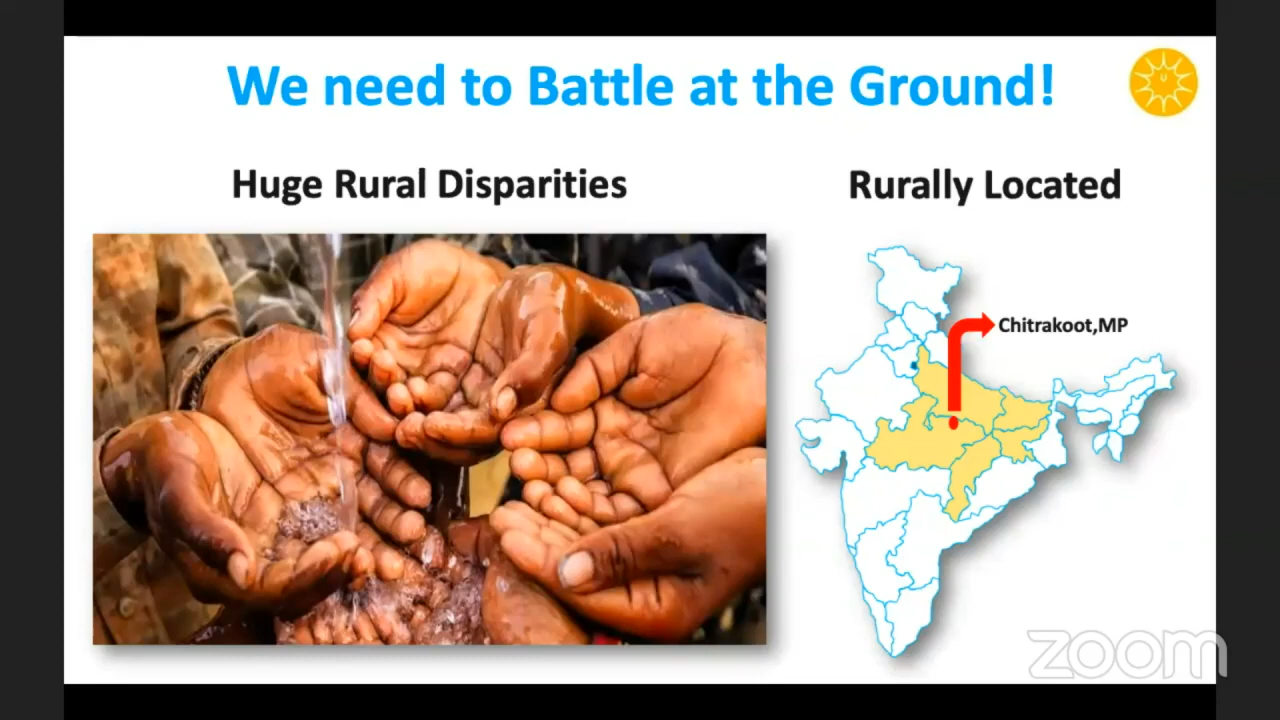 We need to Battle at the Ground!
Huge Rural Disparities
Rurally Located
Chitrakoot,MP
zoom